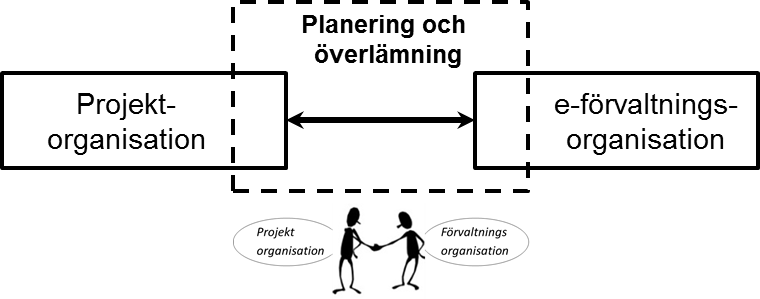 Planering och
överlämning
Projekt-
organisation
e-förvaltnings-
organisation
Projekt
organisation
Förvaltnings
organisation